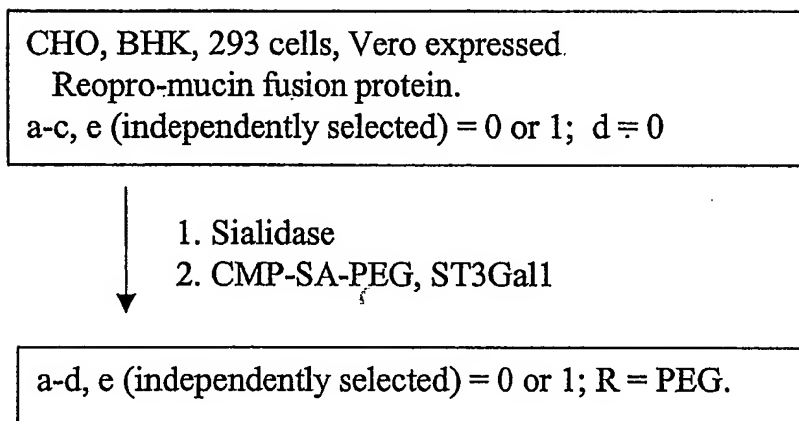 CHO, BHK, 293 cells, Vero expressed.
Reopro-mucin fusion protein.
a-c, e (independently selected) = 0 or 1; d = 0
1. Sialidase
2. CMP-SA-PEG, ST3Gal1
a-d, e (independently selected) = 0 or 1; R = PEG.